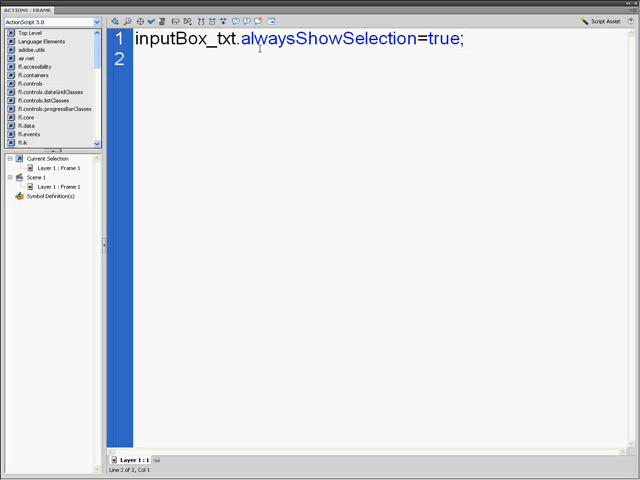 ACTIONS - FRAME
ActionScript 3.0
Script Assist
Top Level
Language Elements
adobe.utils
air.net
fl.accessibility
fl.containers
fl.controls
fl.controls.dataGridClasses
fl.controls.listClasses
fl.controls.progressBarClasses
fl.core
fl.data
fl.events
fl.ik
Current Selection
Layer 1 : Frame 1
Scene 1
Layer 1 : Frame 1
Symbol Definition(s)
1 inputBox_txt.alwaysShowSelection=true;
2
Layer 1 : 1
Line 2 of 2, Col 1